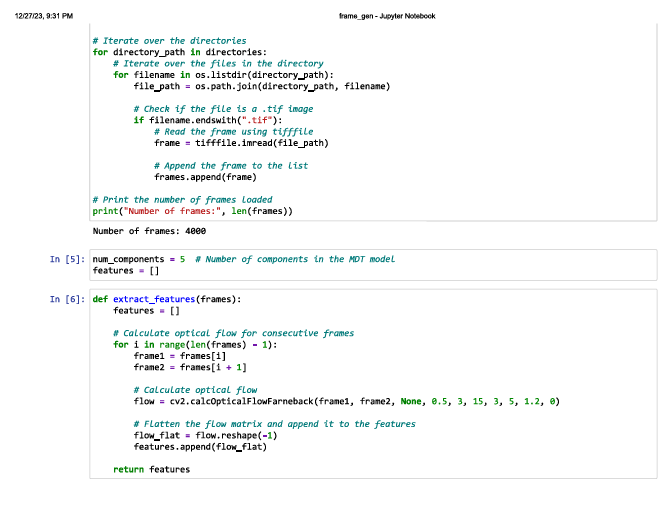 12/27/23, 9:31 PM frame_gen - Jupyter Notebook
# Iterate over the directories
for directory_path in directories:
    # Iterate over the files in the directory
    for filename in os.listdir(directory_path):
        file_path = os.path.join(directory_path, filename)

        # Check if the file is a .tif image
        if filename.endswith(".tif"):
            # Read the frame using tifffile
            frame = tifffile.imread(file_path)

            # Append the frame to the list
            frames.append(frame)

# Print the number of frames loaded
print("Number of frames:", len(frames))
Number of frames: 4000
In [5]: num_components = 5  # Number of components in the MDT model
features = []
In [6]: def extract_features(frames):
    features = []

    # Calculate optical flow for consecutive frames
    for i in range(len(frames) - 1):
        frame1 = frames[i]
        frame2 = frames[i + 1]

        # Calculate optical flow
        flow = cv2.calcOpticalFlowFarneback(frame1, frame2, None, 0.5, 3, 15, 3, 5, 1.2, 0)

        # Flatten the flow matrix and append it to the features
        flow_flat = flow.reshape(-1)
        features.append(flow_flat)

    return features